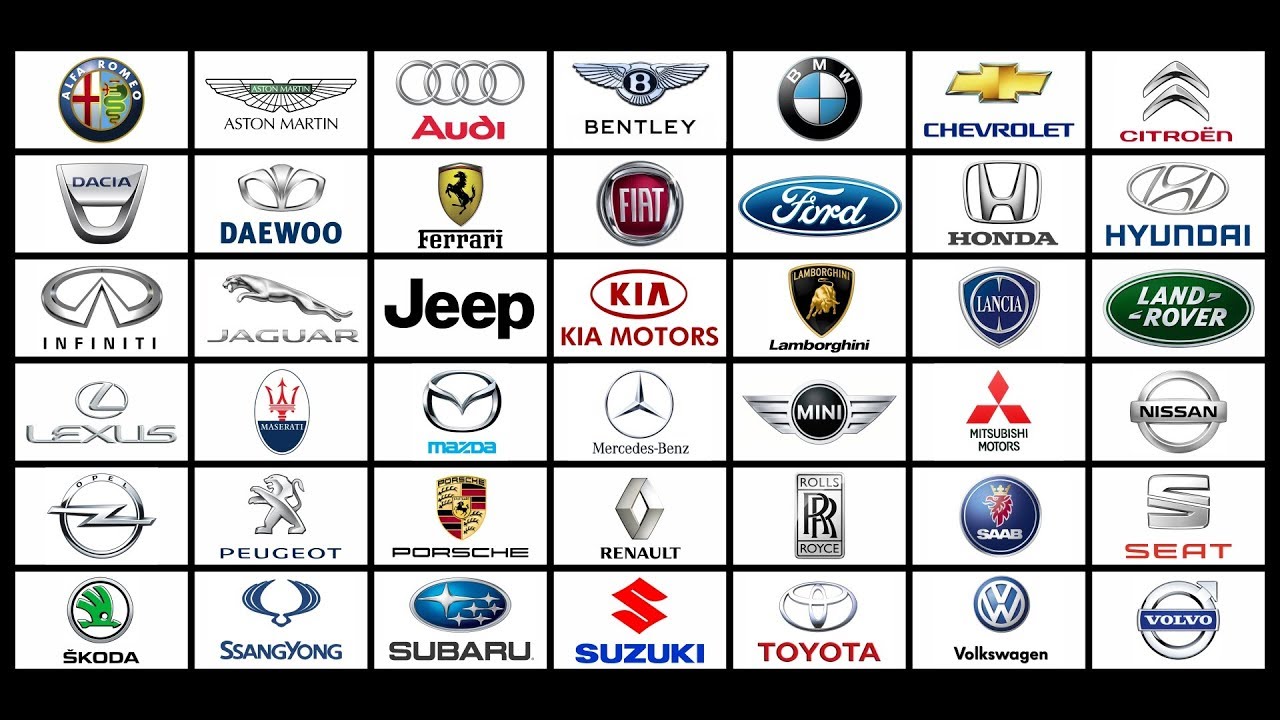 ALFA ROMEO
ASTON MARTIN
ASTON MARTIN
Audi
B
BENTLEY
BMW
CHEVROLET
CITROËN
DACIA
DAEWOO
Ferrari
FIAT
Ford
HONDA
HYUNDAI
INFINITI
JAGUAR
Jeep
KIA
KIA MOTORS
LAMBORGHINI
Lamborghini
LANCIA
LAND-
-ROVER
LEXUS
MASERATI
mazda
Mercedes-Benz
MINI
MITSUBISHI
MOTORS
NISSAN
OPEL
PEUGEOT
PORSCHE
PORSCHE
RENAULT
ROLLS
RR
ROYCE
SAAB
SEAT
ŠKODA
SSANGYONG
SUBARU
SUZUKI
TOYOTA
VW
Volkswagen
VOLVO